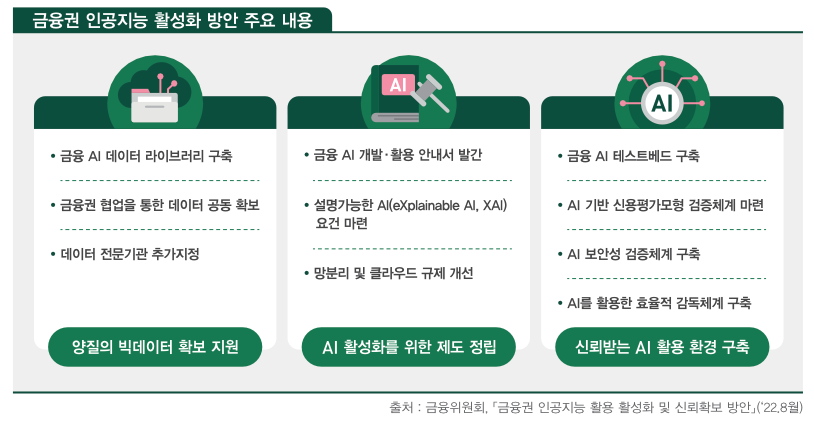 금융권 인공지능 활성화 방안 주요 내용
• 금융 AI 데이터 라이브러리 구축
• 금융권 협업을 통한 데이터 공동 확보
• 데이터 전문기관 추가지정
양질의 빅데이터 확보 지원
AI
• 금융 AI 개발·활용 안내서 발간
• 설명가능한 AI(eXplainable AI, XAI)
요건 마련
• 망분리 및 클라우드 규제 개선
AI 활성화를 위한 제도 정립
AI
• 금융 AI 테스트베드 구축
• AI 기반 신용평가모형 검증체계 마련
• AI 보안성 검증체계 구축
• AI를 활용한 효율적 감독체계 구축
신뢰받는 AI 활용 환경 구축
출처 : 금융위원회, 「금융권 인공지능 활용 활성화 및 신뢰확보 방안」(‘22.8월)